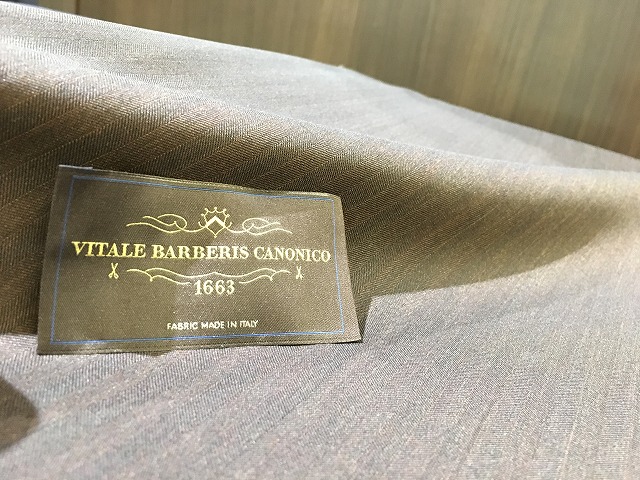 VITALE BARBERIS CANONICO
1663
FABRIC MADE IN ITALY